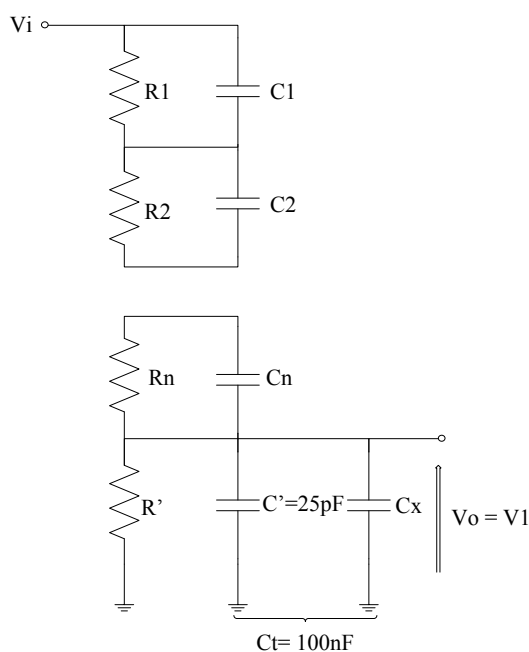 Vi
R1
C1
R2
C2
Rn
Cn
R’
C’=25pF
Cx
Vo = V1
Ct= 100nF